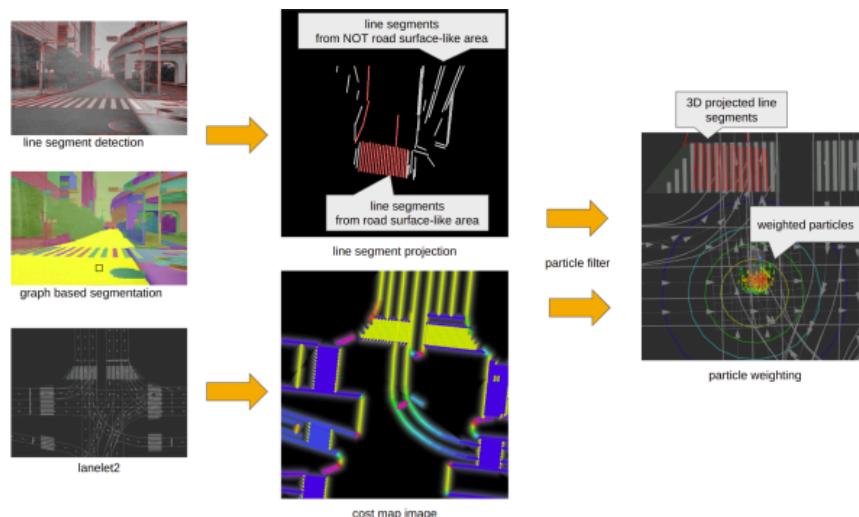 line segments
from NOT road surface-like area
line segment detection
3D projected line
segments
line segments
from road surface-like area
weighted particles
line segment projection
particle filter
graph based segmentation
particle weighting
lanelet2
cost map image